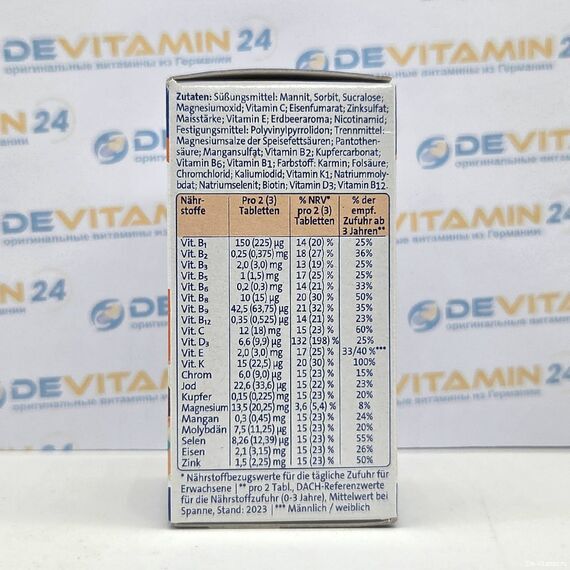 DEVITAMIN 24
оригинальные витамины из Германии
Zutaten: Süßungsmittel: Mannit, Sorbit, Sucralose;
Magnesiumoxid; Vitamin C; Eisenfumarat; Zinksulfat;
Maisstärke; Vitamin E; Erdbeeraroma; Nicotinamid;
Festigungsmittel: Polyvinylpyrrolidon; Trennmittel:
Magnesiumsalze der Speisefettsäuren; Pantothen-
säure; Mangansulfat; Vitamin B2; Kupfercarbonat;
Vitamin B6; Vitamin B1; Farbstoff: Karmin; Folsäure;
Chromchlorid; Kaliumiodid; Vitamin K1; Natriummolyb-
dat; Natriumselenit; Biotin; Vitamin D3; Vitamin B12.
Nähr- Pro 2 (3) % NRV* % der
stoffe Tabletten pro 2 (3) empf.
Tabletten Zufuhr ab
3 Jahren**
Vit. B₁ 150 (225) µg 14 (20) % 25%
Vit. B₂ 0,25 (0,375) mg 18 (27) % 36%
Vit. B₃ 2,0 (3,0) mg 13 (19) % 25%
Vit. B₅ 1 (1,5) mg 17 (25) % 25%
Vit. B₆ 0,2 (0,3) mg 14 (21) % 33%
Vit. B₈ 10 (15) µg 20 (30) % 50%
Vit. B₉ 42,5 (63,75) µg 21 (32) % 35%
Vit. B₁₂ 0,35 (0,525) µg 14 (21) % 23%
Vit. C 12 (18) mg 15 (23) % 60%
Vit. D₃ 6,6 (9,9) µg 132 (198) % 25%
Vit. E 2,0 (3,0) mg 17 (25) % 33/40 %***
Vit. K 15 (22,5) µg 20 (30) % 100%
Chrom 6,0 (9,0) µg 15 (23) % 15%
Jod 22,6 (33,6) µg 15 (22) % 23%
Kupfer 0,15 (0,225) mg 15 (23) % 20%
Magnesium 13,5 (20,25) mg 3,6 (5,4) % 8%
Mangan 0,3 (0,45) mg 15 (23) % 24%
Molybdän 7,5 (11,25) µg 15 (23) % 20%
Selen 8,26 (12,39) µg 15 (23) % 55%
Eisen 2,1 (3,15) mg 15 (23) % 26%
Zink 1,5 (2,25) mg 15 (23) % 50%
* Nährstoffbezugswerte für die tägliche Zufuhr für
Erwachsene | ** pro 2 Tabl., DACH-Referenzwerte
für die Nährstoffzufuhr (0-3 Jahre), Mittelwert bei
Spanne, Stand: 2023 | *** Männlich / weiblich